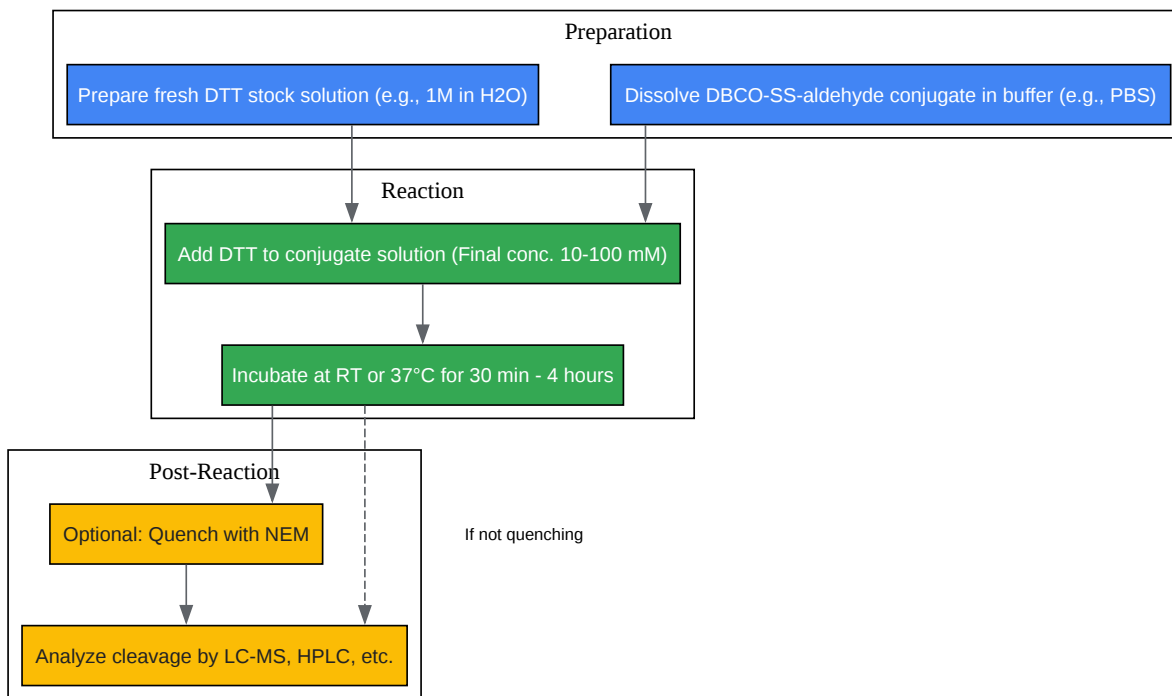 Preparation
Prepare fresh DTT stock solution (e.g., 1M in H2O)
Dissolve DBCO-SS-aldehyde conjugate in buffer (e.g., PBS)
Reaction
Add DTT to conjugate solution (Final conc. 10-100 mM)
Incubate at RT or 37°C for 30 min - 4 hours
Post-Reaction
Optional: Quench with NEM
If not quenching
Analyze cleavage by LC-MS, HPLC, etc.